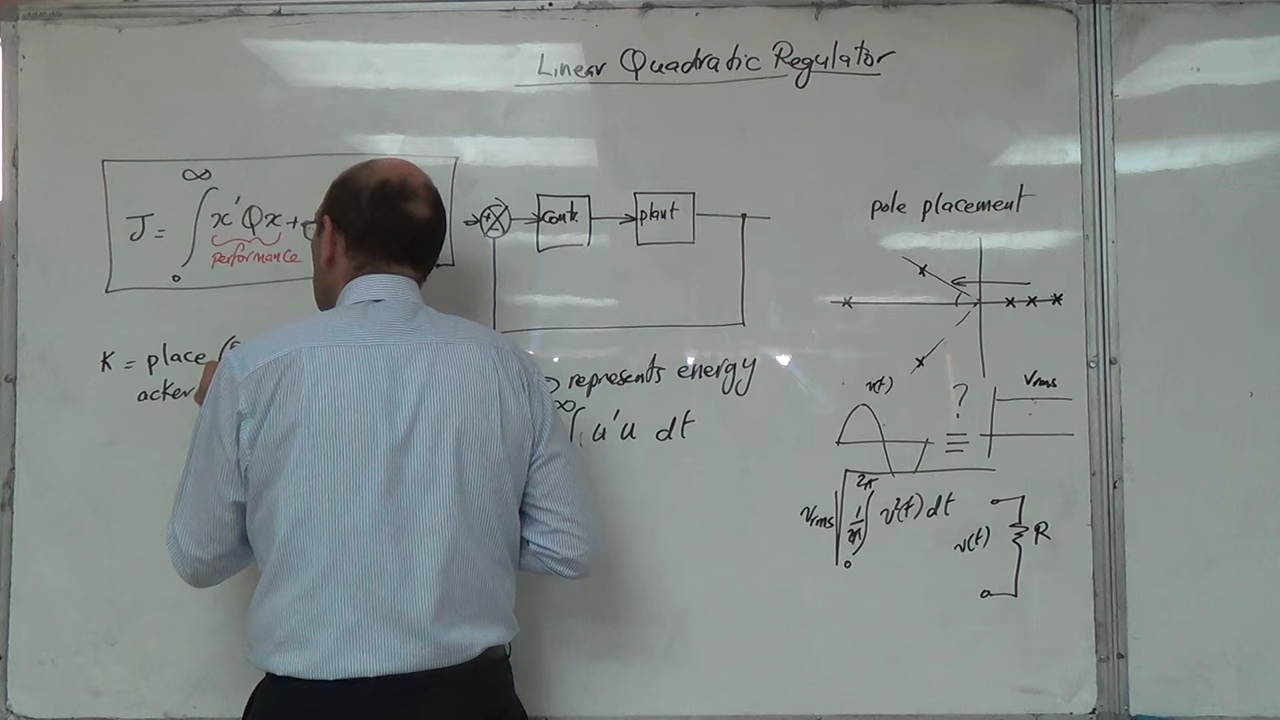 Linear Quadratic Regulator
∞
J = ∫ x'Qx +
0
performance
cont.
plant
pole placement
K = place (
acker
represents energy
∞
∫ u'u dt
v(t)
?
≡
Vrms
2π
Vrms √ 1/2π ∫ v²(t) dt
0
v(t)
R